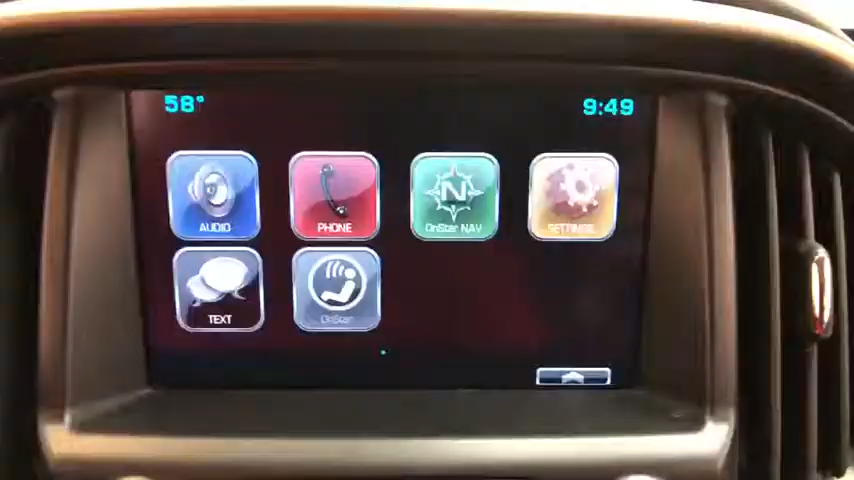 58°
9:49
AUDIO
PHONE
N
OnStar NAV
SETTINGS
TEXT
OnStar